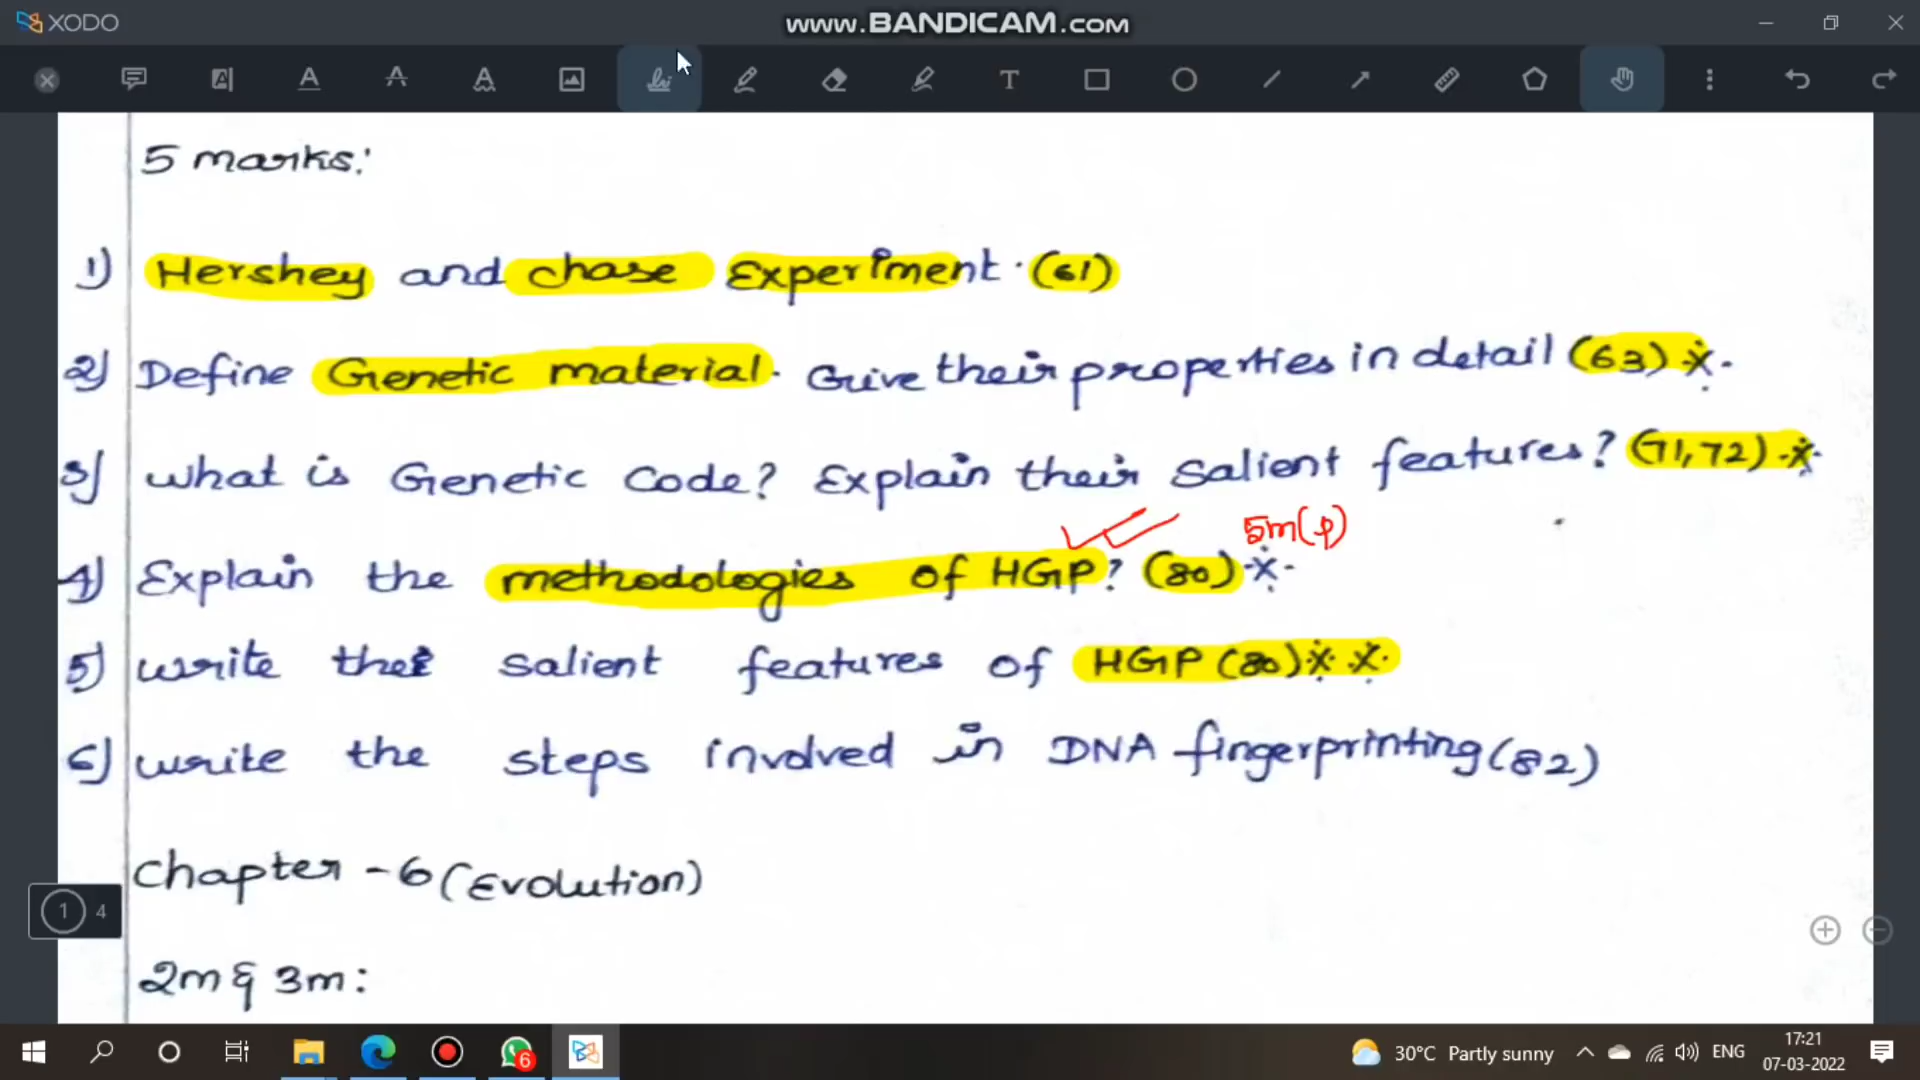 XODO
www.BANDICAM.com
5 marks:
1) Hershey and chase Experiment. (61)
2) Define Genetic material. Give their properties in detail (63)
3) What is Genetic Code? Explain their Salient features? (71,72)
5m(p)
4) Explain the methodologies of HGP? (80)
5) write the salient features of HGP (80)
6) write the steps involved in DNA fingerprinting (82)
Chapter - 6 (Evolution)
1 4
2m & 3m:
6
30°C Partly sunny
ENG
17:21
07-03-2022